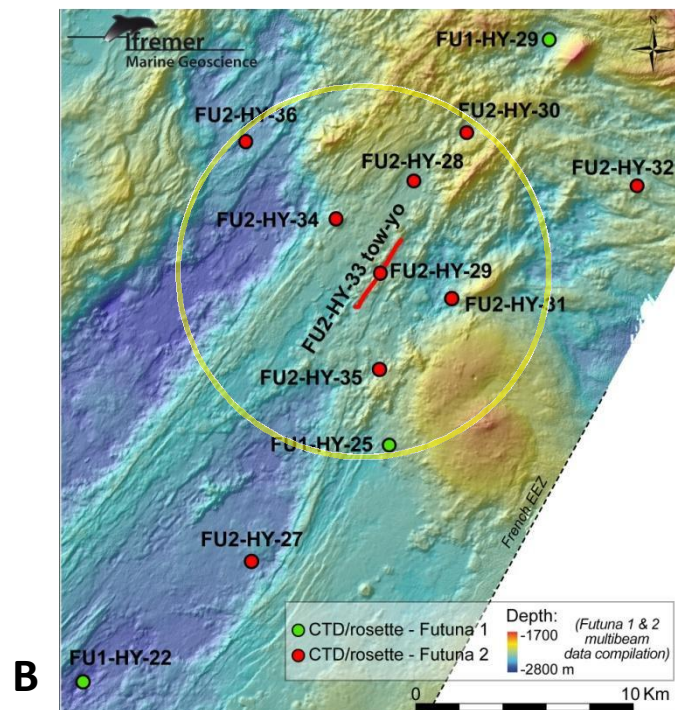 ifremer
Marine Geoscience
FU1-HY-29
N
FU2-HY-36
FU2-HY-30
FU2-HY-28
FU2-HY-32
FU2-HY-34
FU2-HY-33 tow-yo
FU2-HY-29
FU2-HY-31
FU2-HY-35
FU1-HY-25
French EEZ
FU2-HY-27
CTD/rosette - Futuna 1
CTD/rosette - Futuna 2
Depth:
-1700
-2800 m
(Futuna 1 & 2
multibeam
data compilation)
FU1-HY-22
B
0
10 Km